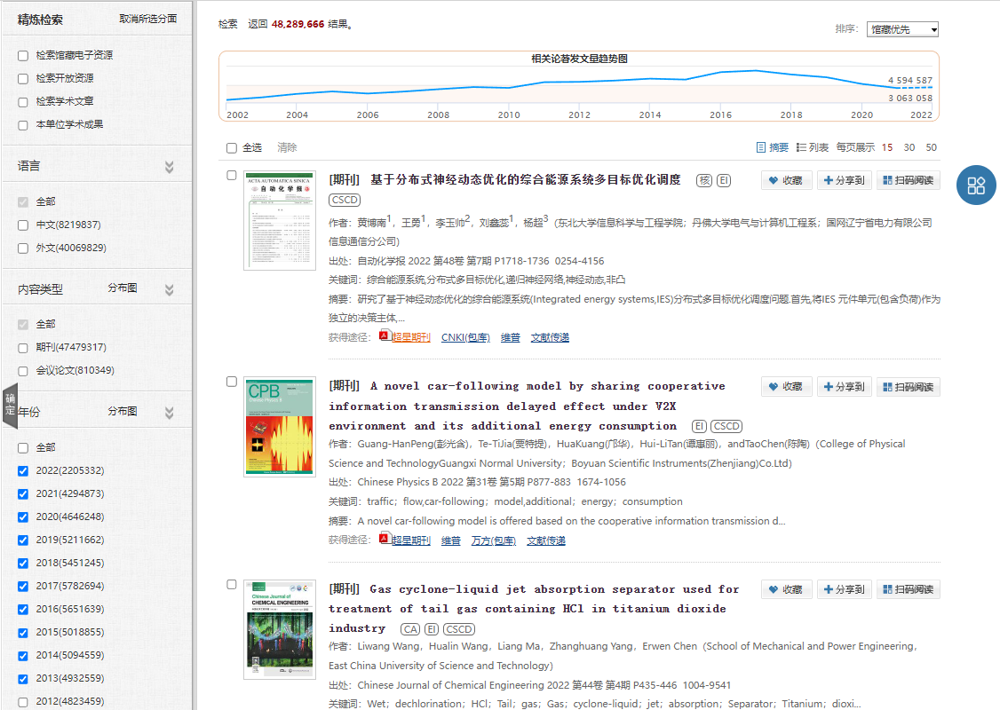 精炼检索 取消所选分面
检索馆藏电子资源
检索开放资源
检索学术文章
本单位学术成果
语言
全部
中文(8219837)
外文(40069829)
内容类型 分布图
全部
期刊(47479317)
会议论文(810349)
确定
年份 分布图
全部
2022(2205332)
2021(4294873)
2020(4646248)
2019(5211662)
2018(5451245)
2017(5782694)
2016(5651639)
2015(5018855)
2014(5094559)
2013(4932559)
2012(4823459)
检索 返回 48,289,666 结果。
排序: 馆藏优先
相关论著发文量趋势图
4 594 587
3 063 058
2002 2004 2006 2008 2010 2012 2014 2016 2018 2020 2022
全选 清除 摘要 列表 每页展示 15 30 50
ACTA AUTOMATICA SINICA
自动化学报
[期刊] 基于分布式神经动态优化的综合能源系统多目标优化调度 核 EI
CSCD
收藏 分享到 扫码阅读
作者：黄博南1，王勇1，李玉帅2，刘鑫蕊1，杨超3（东北大学信息科学与工程学院；丹佛大学电气与计算机工程系；国网辽宁省电力有限公司
信息通信分公司)
出处：自动化学报 2022 第48卷 第7期 P1718-1736 0254-4156
关键词：综合能源系统,分布式多目标优化,递归神经网络,神经动态,非凸
摘要：研究了基于神经动态优化的综合能源系统(Integrated energy systems,IES)分布式多目标优化调度问题.首先,将IES 元件单元(包含负荷)作为
独立的决策主体,...
获得途径： 超星期刊 CNKI(包库) 维普 文献传递
CPB
Chinese Physics B
[期刊] A novel car-following model by sharing cooperative
information transmission delayed effect under V2X
environment and its additional energy consumption EI CSCD
收藏 分享到 扫码阅读
作者：Guang-HanPeng(彭光含)，Te-TiJia(贾特提)，HuaKuang(邝华)，Hui-LiTan(谭惠丽)，andTaoChen(陈陶)（College of Physical
Science and TechnologyGuangxi Normal University；Boyuan Scientific Instruments(Zhenjiang)Co.Ltd)
出处：Chinese Physics B 2022 第31卷 第5期 P877-883 1674-1056
关键词：traffic；flow,car-following；model,additional；energy；consumption
摘要：A novel car-following model is offered based on the cooperative information transmission d...
获得途径： 超星期刊 维普 万方(包库) 文献传递
Chinese Journal of
CHEMICAL ENGINEERING
[期刊] Gas cyclone-liquid jet absorption separator used for
treatment of tail gas containing HCl in titanium dioxide
industry CA EI CSCD
收藏 分享到 扫码阅读
作者：Liwang Wang，Hualin Wang，Liang Ma，Zhanghuang Yang，Erwen Chen（School of Mechanical and Power Engineering，
East China University of Science and Technology)
出处：Chinese Journal of Chemical Engineering 2022 第44卷 第4期 P435-446 1004-9541
关键词：Wet；dechlorination；HCl；Tail；gas；Gas；cyclone-liquid；jet；absorption；Separator；Titanium；dioxi...